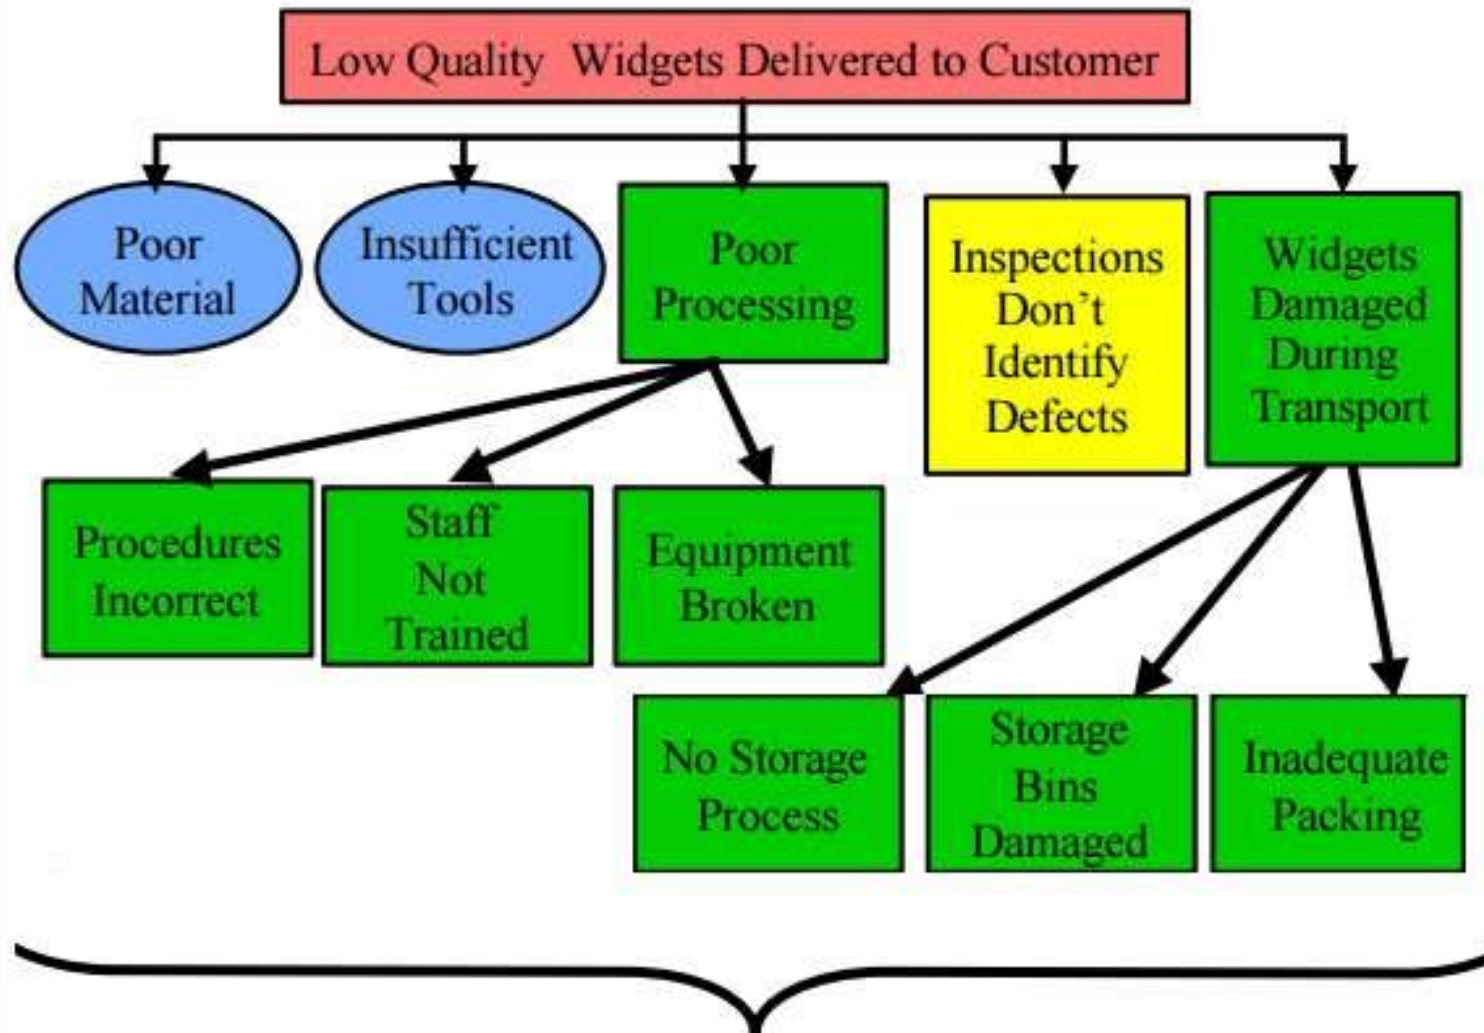 Low Quality Widgets Delivered to Customer
Poor
Material
Insufficient
Tools
Poor
Processing
Inspections
Don't
Identify
Defects
Widgets
Damaged
During
Transport
Procedures
Incorrect
Staff
Not
Trained
Equipment
Broken
No Storage
Process
Storage
Bins
Damaged
Inadequate
Packing